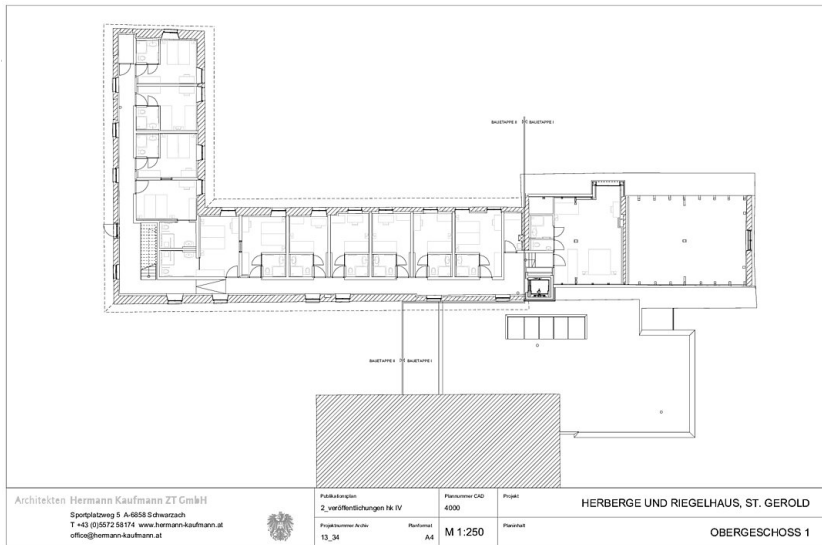 BAUETAPPE II BAUETAPPE I
BAUETAPPE II BAUETAPPE I
Architekten Hermann Kaufmann ZT GmbH
Sportplatzweg 5 A-6858 Schwarzach
T +43 (0)5572 58174 www.hermann-kaufmann.at
office@hermann-kaufmann.at
Publikationsplan
2_veröffentlichungen hk IV
Plannummer CAD
4000
Projekt
HERBERGE UND RIEGELHAUS, ST. GEROLD
Projektnummer Archiv
13_34
Planformat
A4
M 1:250
Planinhalt
OBERGESCHOSS 1